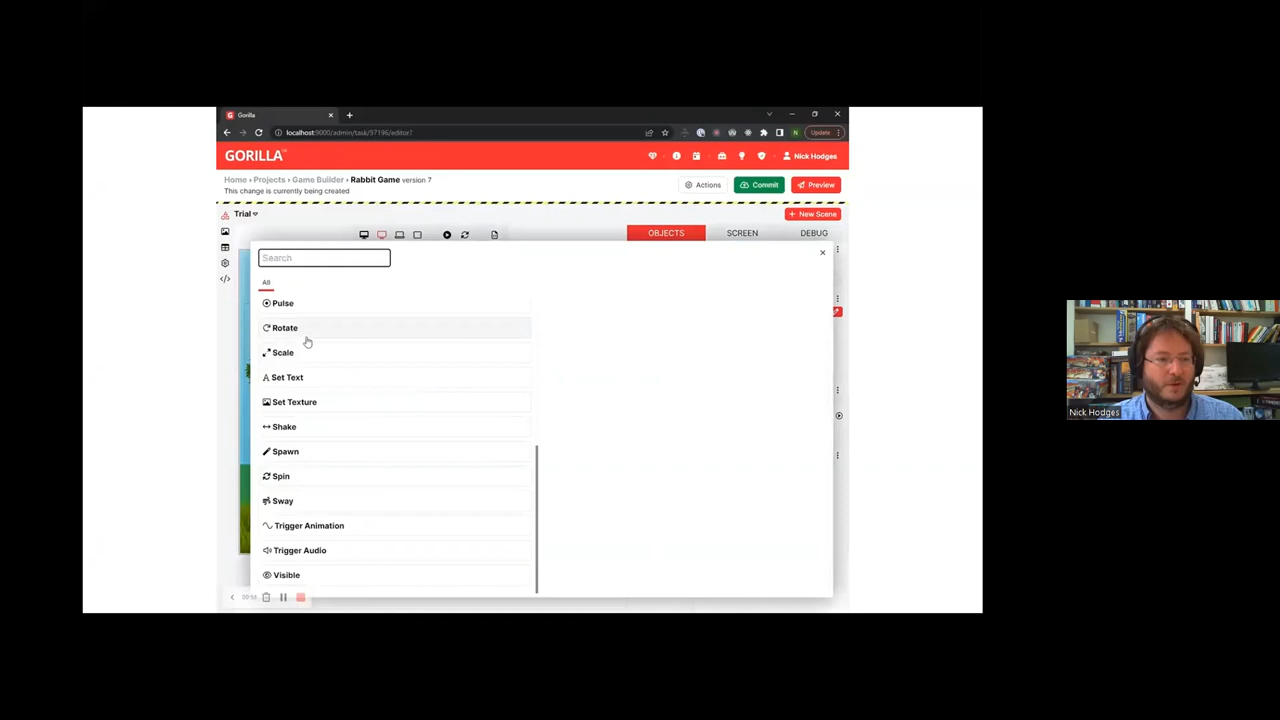 Gorilla
localhost:9000/admin/task/97196/editor?
Update
GORILLA
Nick Hodges
Home › Projects › Game Builder › Rabbit Game version 7
This change is currently being created
Actions
Commit
Preview
Trial
+ New Scene
OBJECTS SCREEN DEBUG
Search
All
Pulse
Rotate
Scale
Set Text
Set Texture
Shake
Spawn
Spin
Sway
Trigger Animation
Trigger Audio
Visible
Nick Hodges